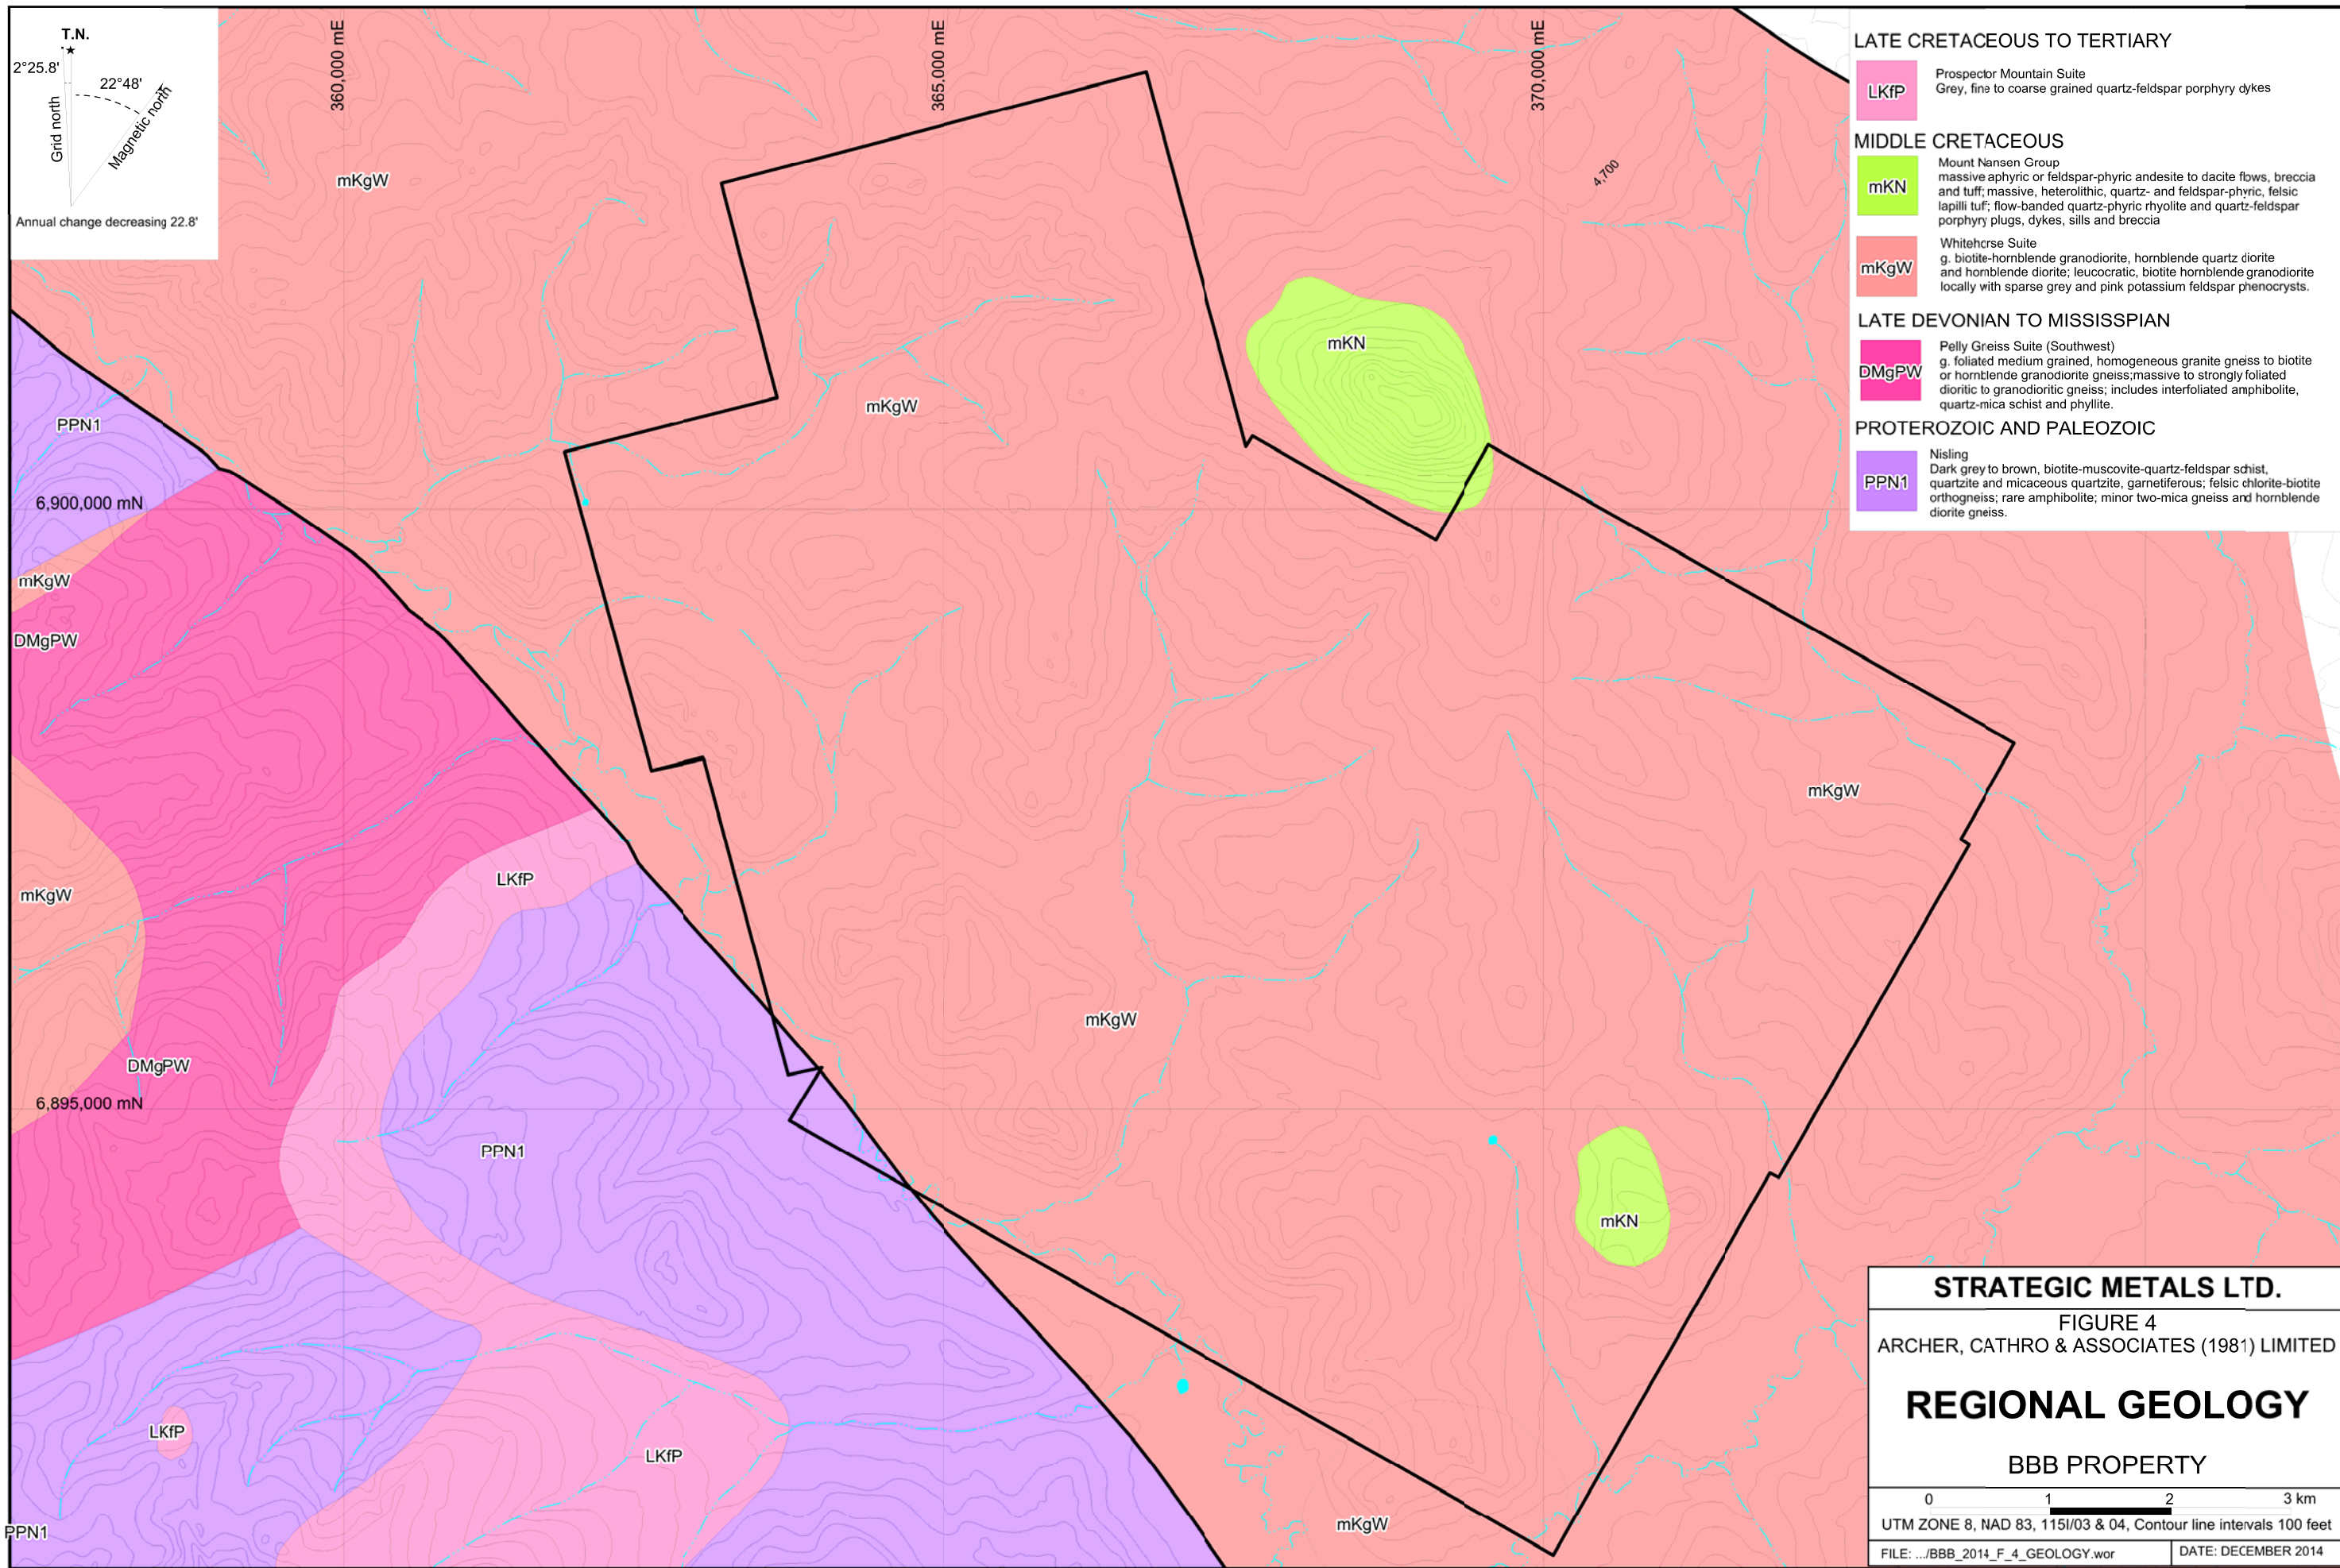 T.N.
2°25.8'
22°48'
Grid north
Magnetic north
Annual change decreasing 22.8'
360,000 mE
365,000 mE
370,000 mE
4,700
mKgW
mKN
mKgW
PPN1
6,900,000 mN
mKgW
DMgPW
mKgW
LKfP
mKgW
mKgW
DMgPW
6,895,000 mN
PPN1
mKN
LKfP
LKfP
mKgW
PPN1
LATE CRETACEOUS TO TERTIARY
LKfP
Prospector Mountain Suite
Grey, fine to coarse grained quartz-feldspar porphyry dykes
MIDDLE CRETACEOUS
mKN
Mount Nansen Group
massive aphyric or feldspar-phyric andesite to dacite flows, breccia
and tuff; massive, heterolithic, quartz- and feldspar-phyric, felsic
lapilli tuf; flow-banded quartz-phyric rhyolite and quartz-feldspar
porphyry plugs, dykes, sills and breccia
mKgW
Whitehorse Suite
g. biotite-hornblende granodiorite, hornblende quartz diorite
and hornblende diorite; leucocratic, biotite hornblende granodiorite
locally with sparse grey and pink potassium feldspar phenocrysts.
LATE DEVONIAN TO MISSISSPIAN
DMgPW
Pelly Greiss Suite (Southwest)
g. foliated medium grained, homogeneous granite gneiss to biotite
or hornblende granodiorite gneiss;massive to strongly foliated
dioritic to granodioritic gneiss; includes interfoliated amphibolite,
quartz-mica schist and phyllite.
PROTEROZOIC AND PALEOZOIC
PPN1
Nisling
Dark grey to brown, biotite-muscovite-quartz-feldspar schist,
quartzite and micaceous quartzite, garnetiferous; felsic chlorite-biotite
orthogneiss; rare amphibolite; minor two-mica gneiss and hornblende
diorite gneiss.
STRATEGIC METALS LTD.
FIGURE 4
ARCHER, CATHRO & ASSOCIATES (1981) LIMITED
REGIONAL GEOLOGY
BBB PROPERTY
0 1 2 3 km
UTM ZONE 8, NAD 83, 115I/03 & 04, Contour line intervals 100 feet
FILE: .../BBB_2014_F_4_GEOLOGY.wor
DATE: DECEMBER 2014